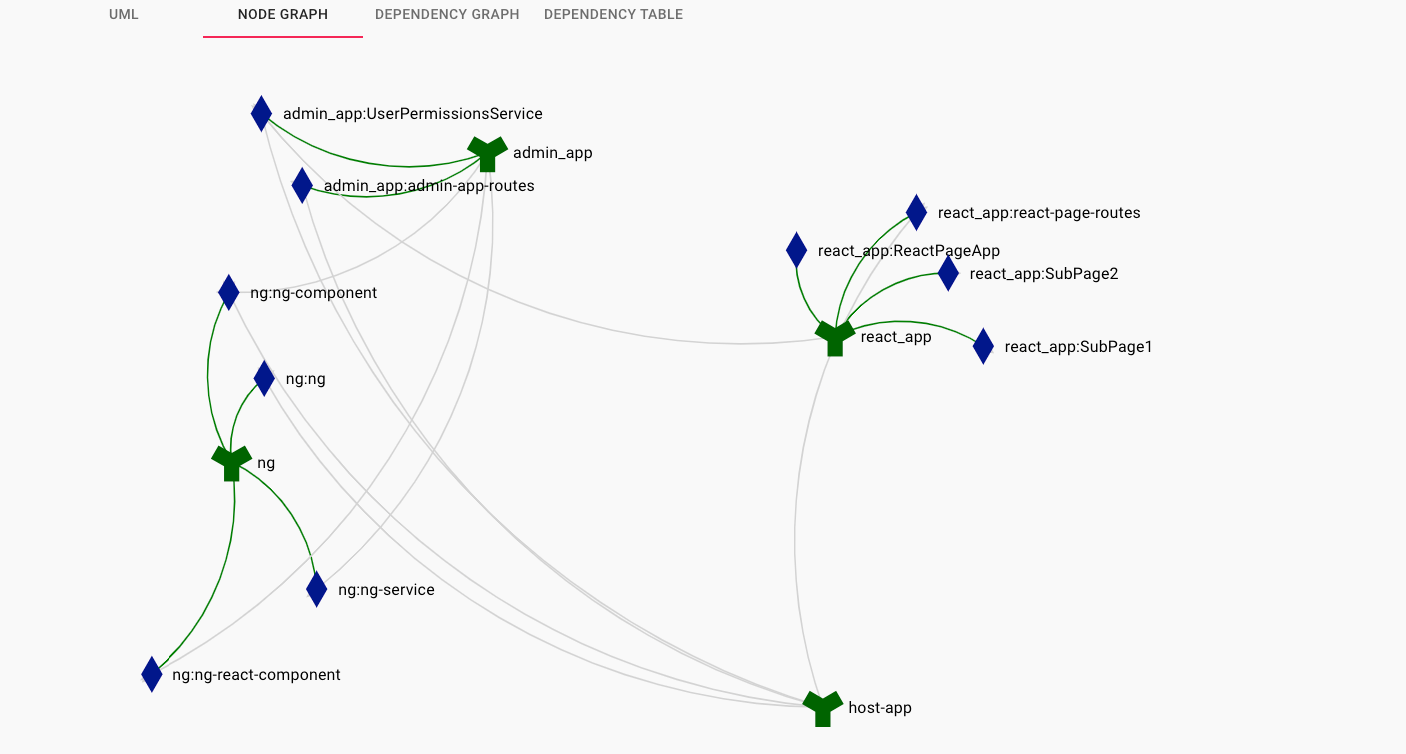 UML
NODE GRAPH
DEPENDENCY GRAPH
DEPENDENCY TABLE
admin_app:UserPermissionsService
admin_app
admin_app:admin-app-routes
react_app:react-page-routes
react_app:ReactPageApp
react_app:SubPage2
ng:ng-component
react_app
react_app:SubPage1
ng:ng
ng
ng:ng-service
ng:ng-react-component
host-app